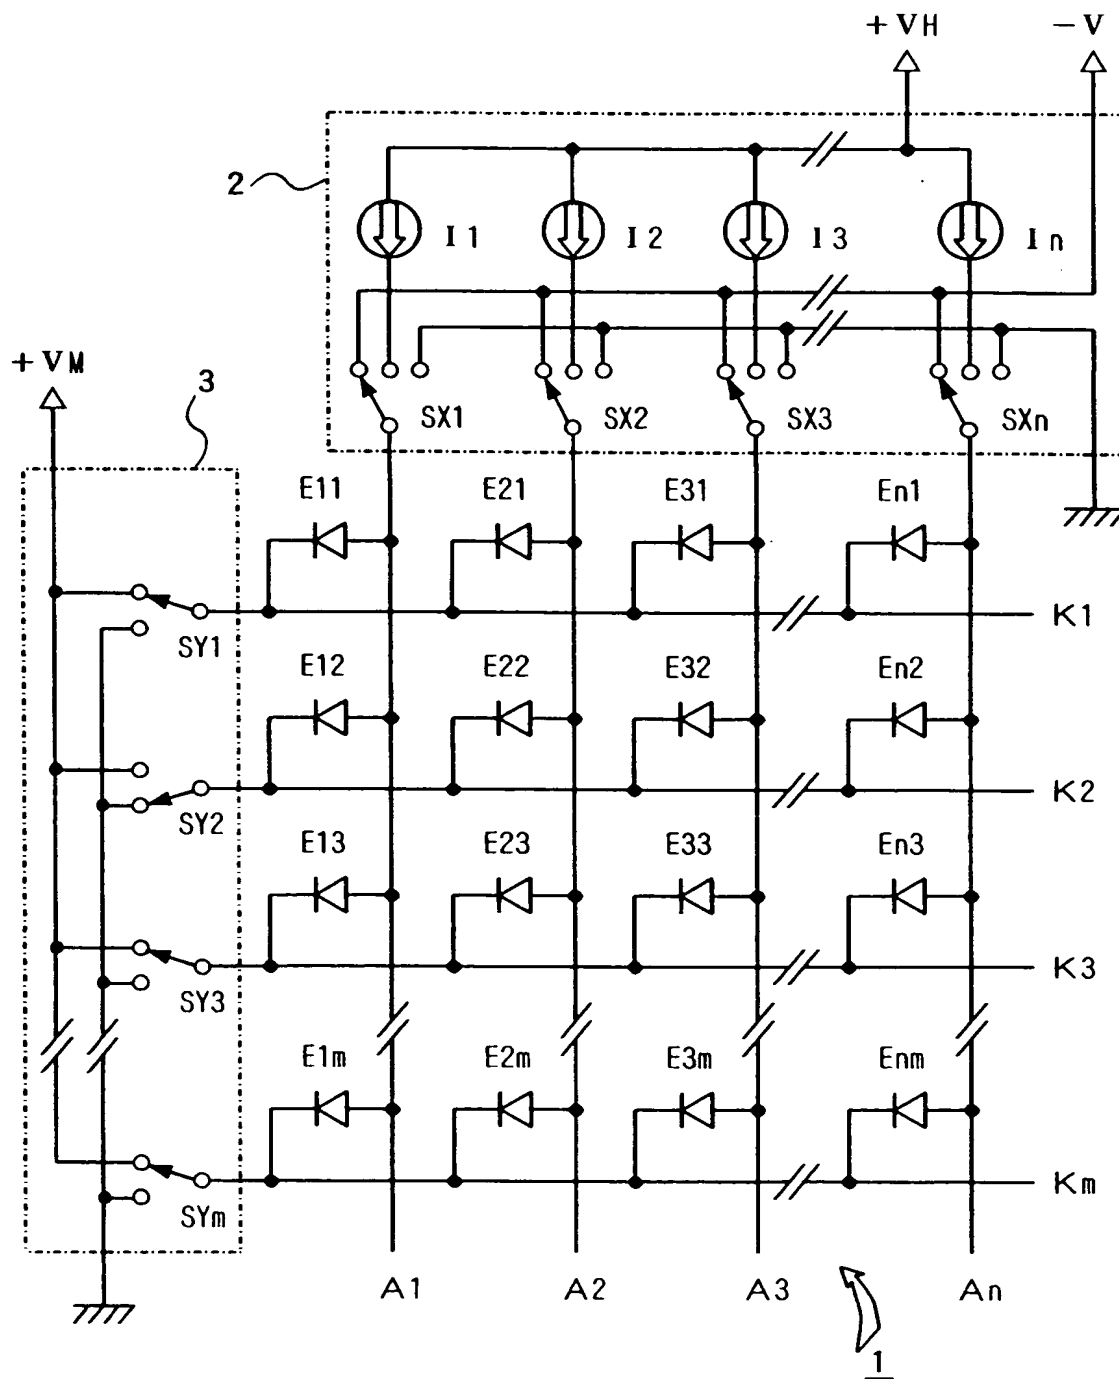 +VH -V
2
I1 I2 I3 In
+VM
3
SX1 SX2 SX3 SXn
E11 E21 E31 En1
SY1
K1
E12 E22 E32 En2
SY2
K2
E13 E23 E33 En3
SY3
K3
E1m E2m E3m Enm
SYm
Km
A1 A2 A3 An
1